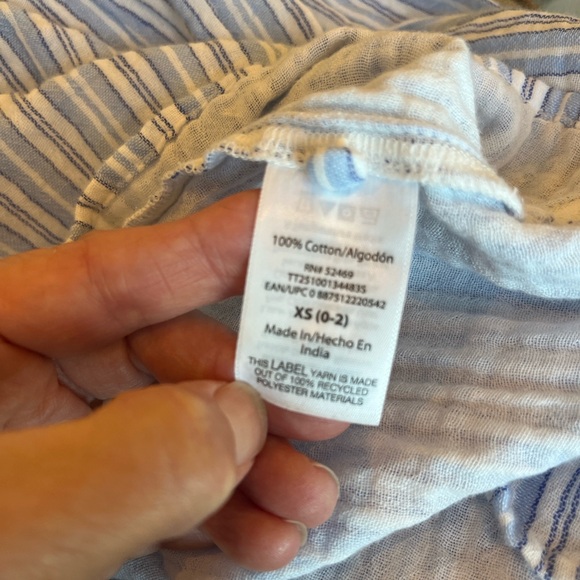 100% Cotton/Algodón
RN# 52469
TT251001344835
EAN/UPC 0 887512220542
XS (0-2)
Made in/Hecho En
India
THIS LABEL YARN IS MADE
OUT OF 100% RECYCLED
POLYESTER MATERIALS